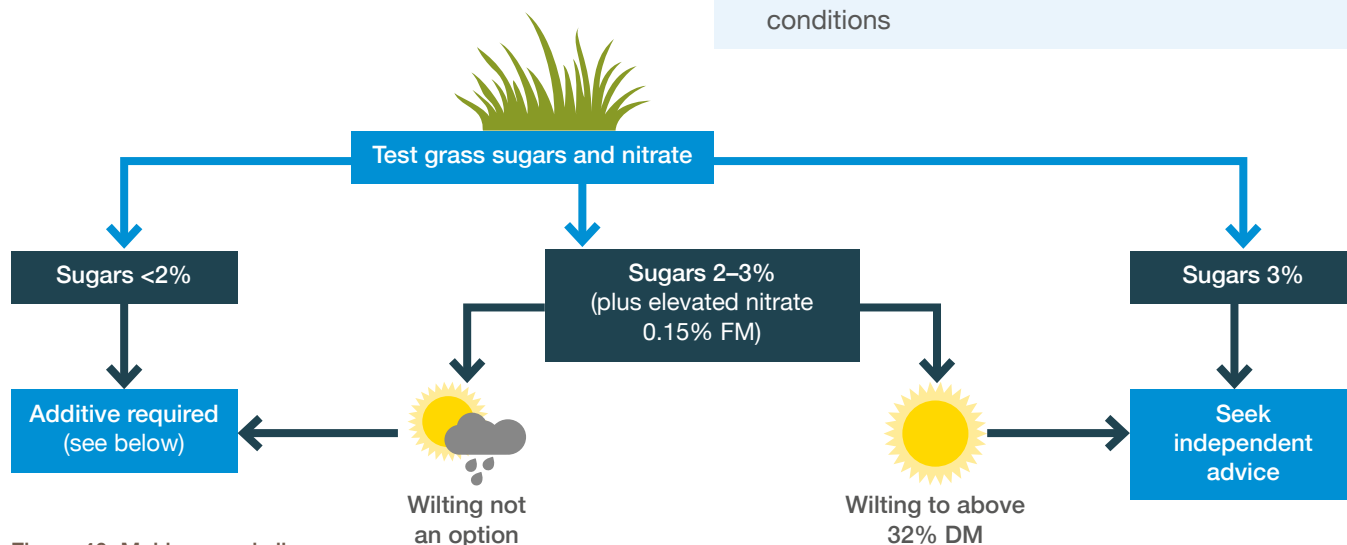 conditions
Test grass sugars and nitrate
Sugars <2%
Sugars 2–3%
(plus elevated nitrate
0.15% FM)
Sugars 3%
Additive required
(see below)
Wilting not
an option
Wilting to above
32% DM
Seek
independent
advice